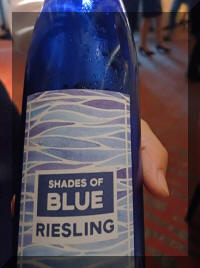 SHADES OF
BLUE
RIESLING